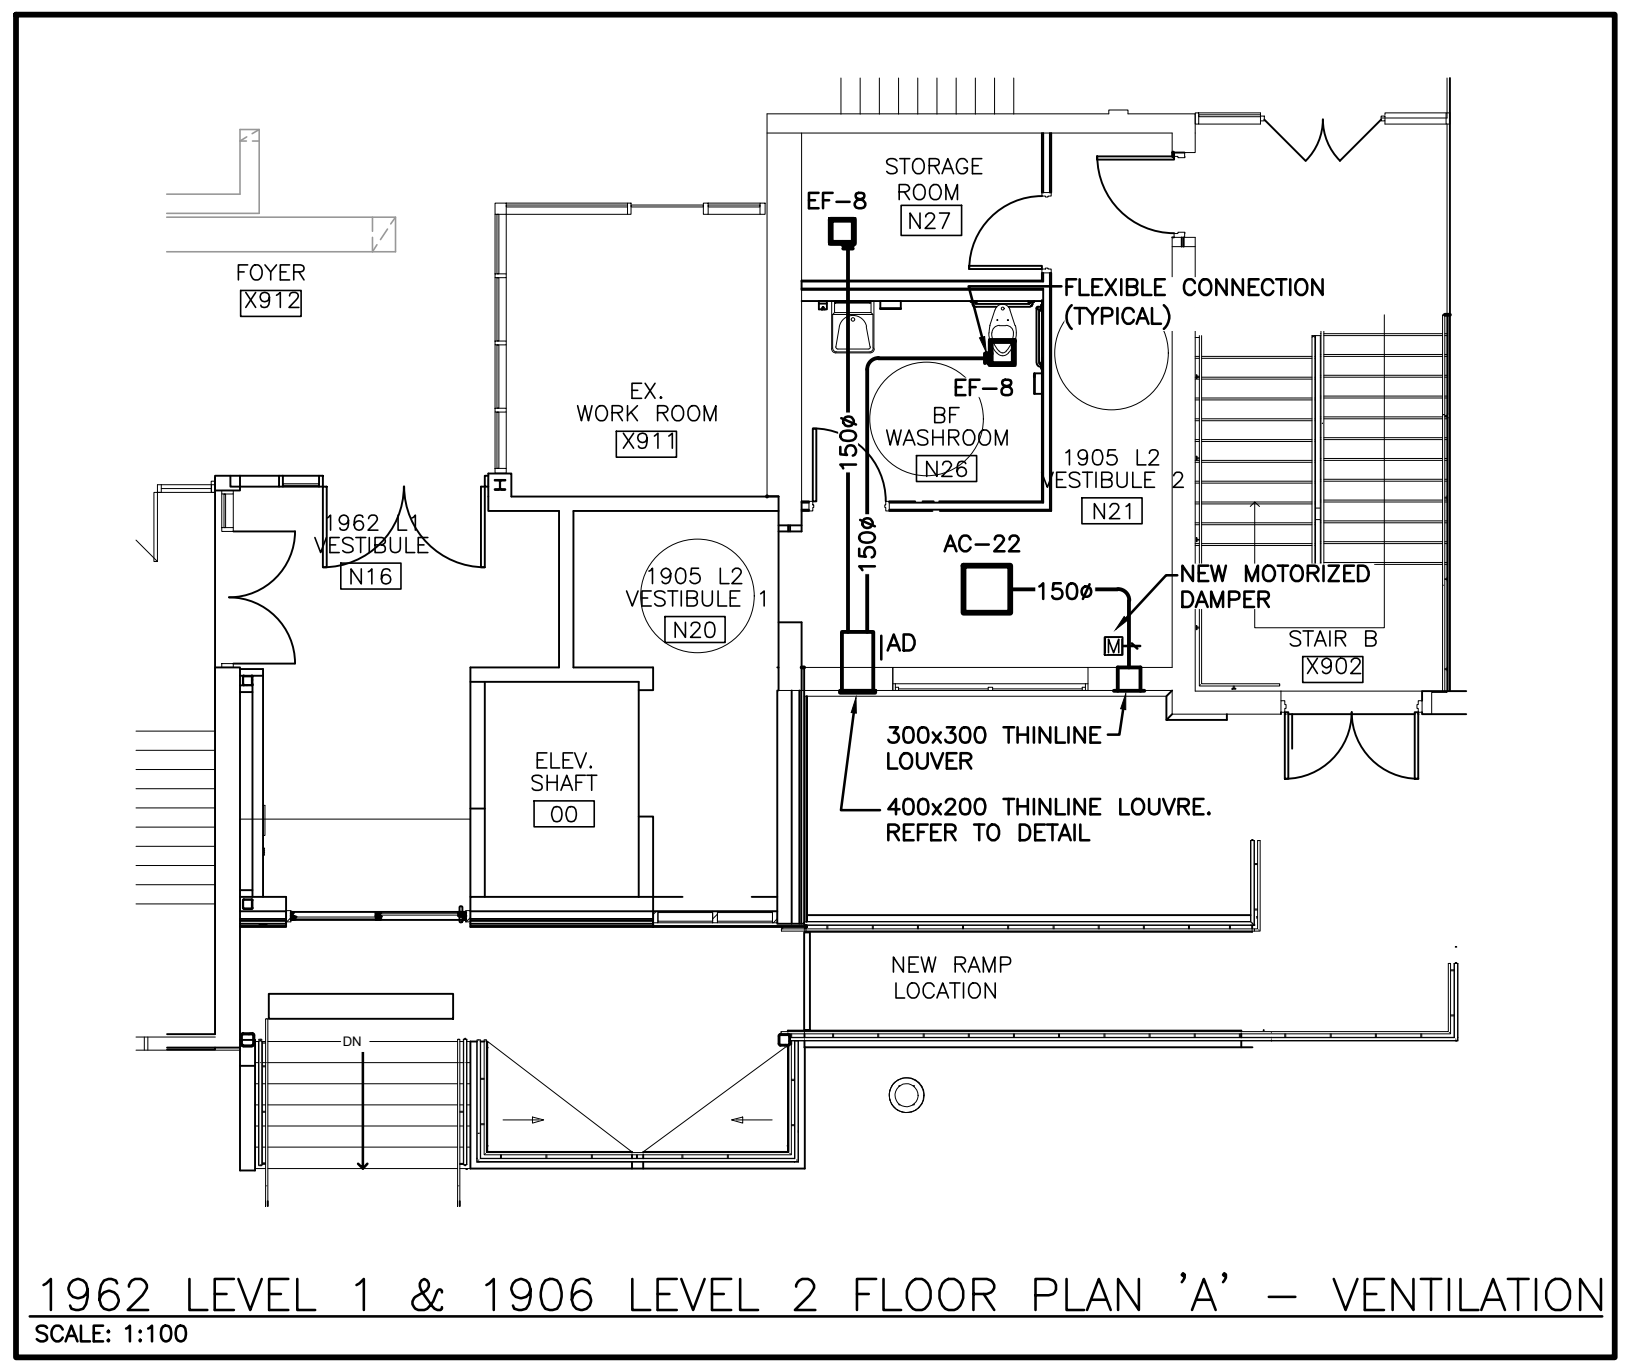 STORAGE
ROOM
N27
EF-8
FOYER
X912
FLEXIBLE CONNECTION
(TYPICAL)
EX.
WORK ROOM
X911
EF-8
BF
WASHROOM
N26
150ø
150ø
1905 L2
VESTIBULE 2
N21
1962 L1
VESTIBULE
N16
H
1905 L2
VESTIBULE 1
N20
AC-22
150ø
NEW MOTORIZED
DAMPER
M
AD
STAIR B
X902
300x300 THINLINE
LOUVER
ELEV.
SHAFT
00
400x200 THINLINE LOUVRE.
REFER TO DETAIL
NEW RAMP
LOCATION
DN
1962 LEVEL 1 & 1906 LEVEL 2 FLOOR PLAN 'A' - VENTILATION
SCALE: 1:100